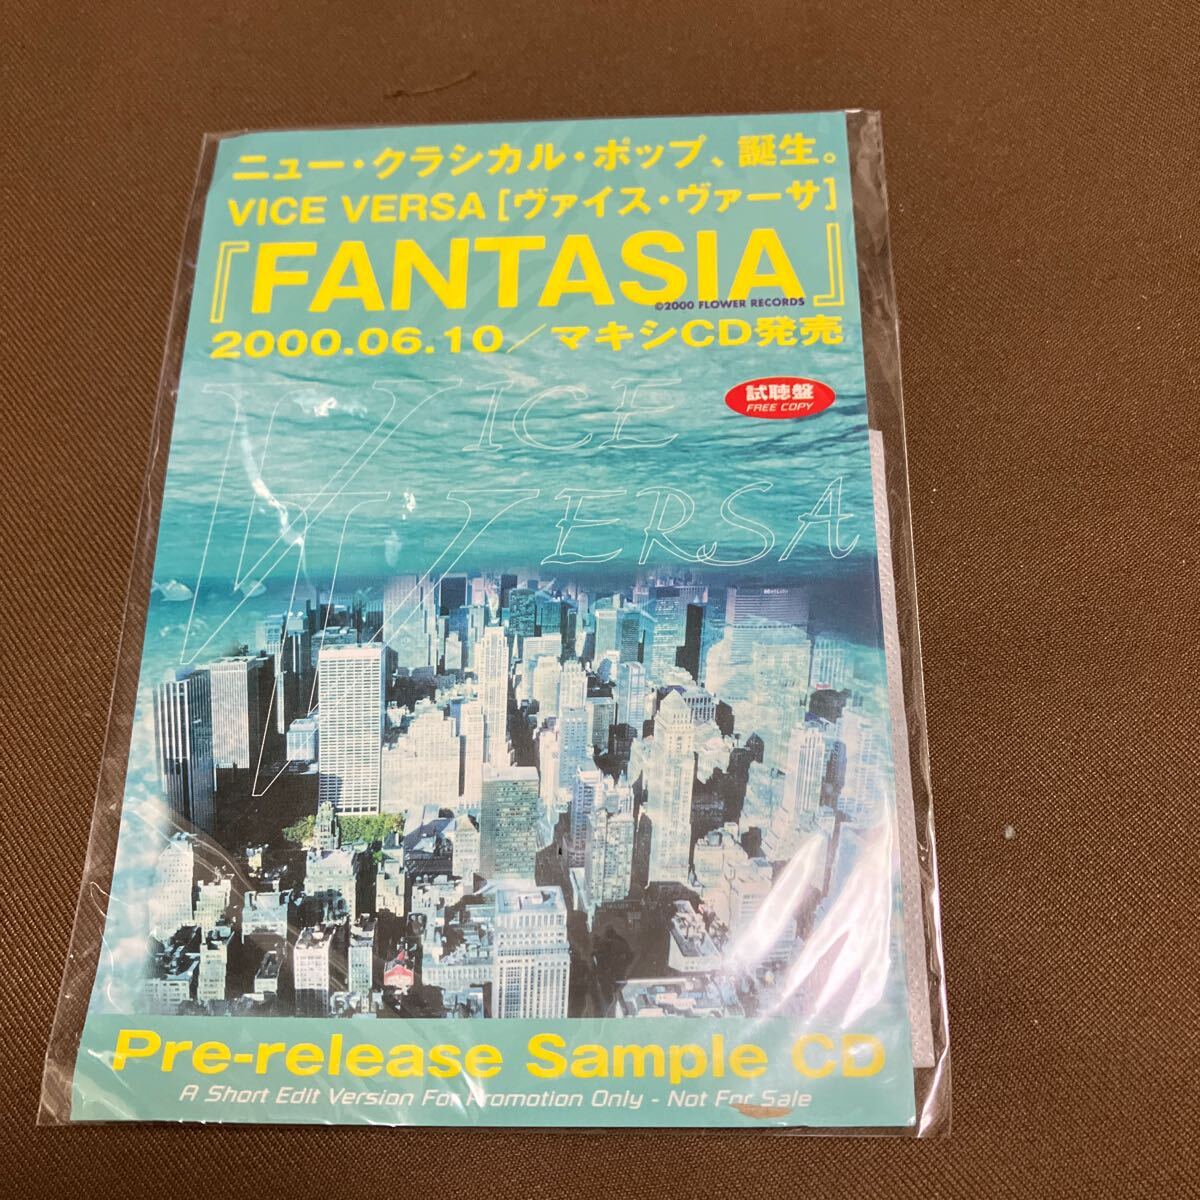 ニュー・クラシカル・ポップ、誕生。
VICE VERSA [ヴァイス・ヴァーサ]
『FANTASIA』
©2000 FLOWER RECORDS
2000.06.10／マキシCD発売
試聴盤
FREE COPY
VICE
VERSA
MetLife
Pre-release Sample CD
A Short Edit Version For Promotion Only - Not For Sale